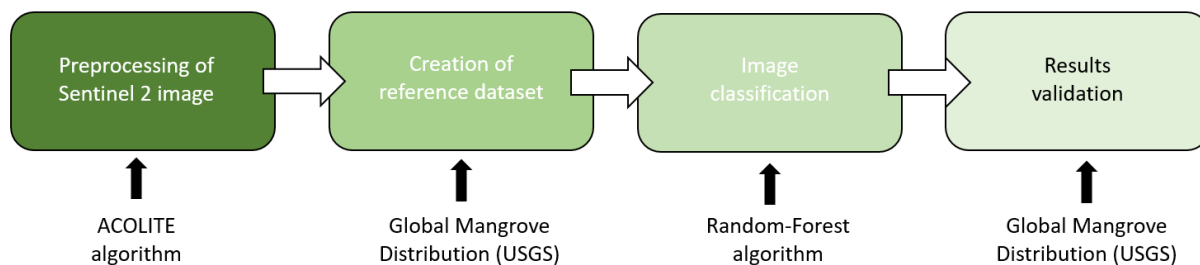 Preprocessing of
Sentinel 2 image
Creation of
reference dataset
Image
classification
Results
validation
ACOLITE
algorithm
Global Mangrove
Distribution (USGS)
Random-Forest
algorithm
Global Mangrove
Distribution (USGS)